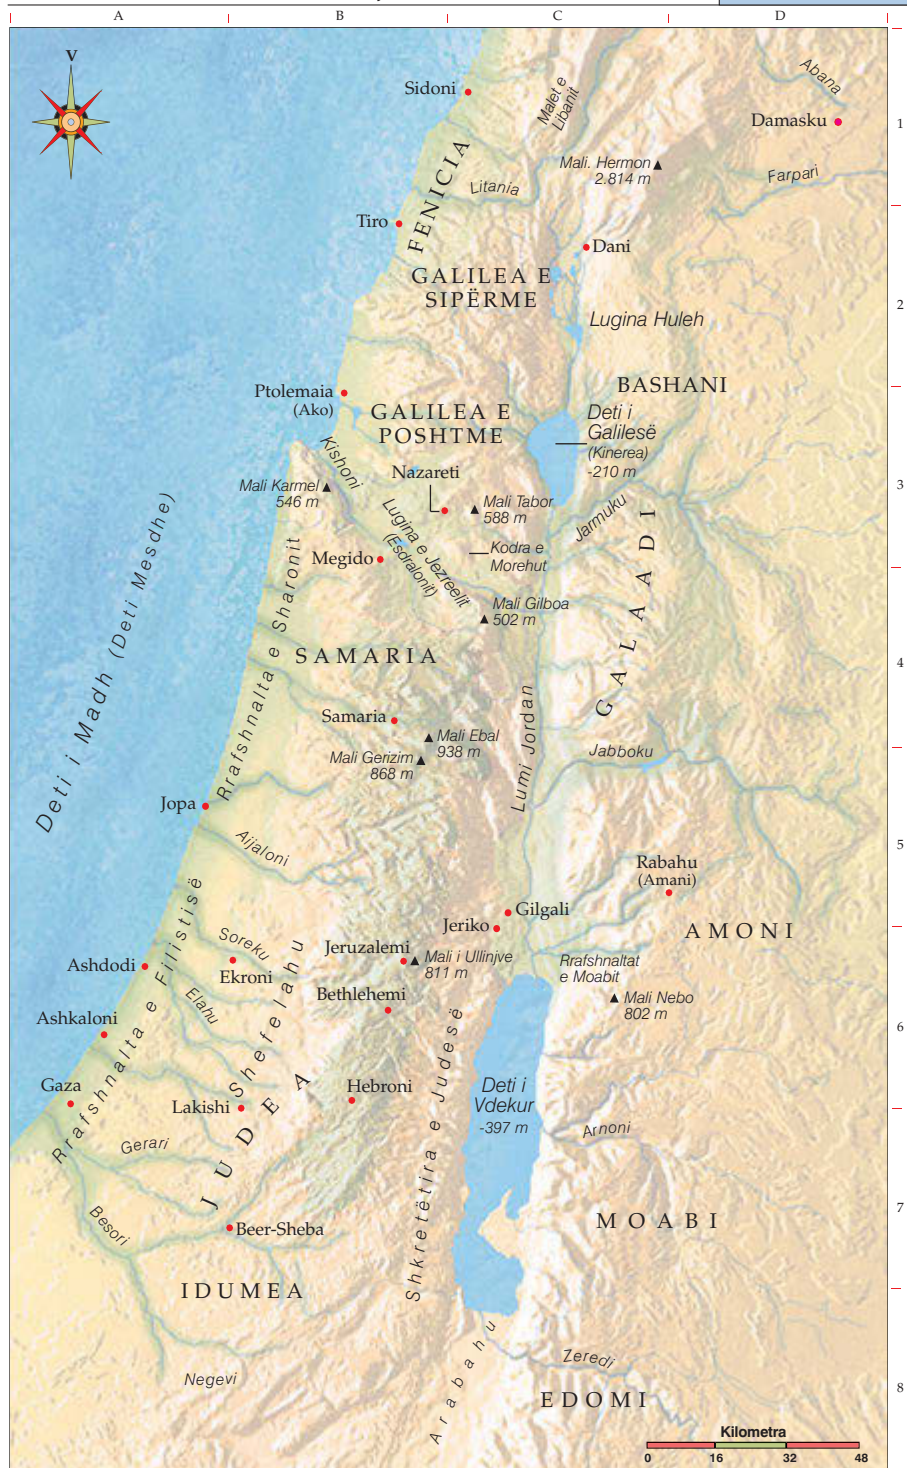 A B C D
V
1
2
3
4
5
6
7
8
Sidoni
Malet e
Libanit
Abana
Damasku
Mali. Hermon
2.814 m
Farpari
Litania
FENICIA
Tiro
Dani
GALILEA E
SIPËRME
Lugina Huleh
BASHANI
Ptolemaia
(Ako)
GALILEA E
POSHTME
Deti i
Galilesë
(Kinerea)
-210 m
Kishoni
Nazareti
Mali Karmel
546 m
Mali Tabor
588 m
Jarmuku
Lugina e Jezreelit
(Esdralonit)
Kodra e
Morehut
Megido
GALAADI
Mali Gilboa
502 m
Deti i Madh (Deti Mesdhe)
Rrafshnalta e Sharonit
SAMARIA
Samaria
Mali Ebal
938 m
Mali Gerizim
868 m
Lumi Jordan
Jabboku
Jopa
Aijaloni
Rabahu
(Amani)
Gilgali
Jeriko
AMONI
Soreku
Jeruzalemi
Mali i Ullinjve
811 m
Rrafshnaltat
e Moabit
Ashdodi
Ekroni
Elahu
Bethlehemi
Mali Nebo
802 m
Ashkaloni
Rrafshnalta e Filistisë
Shefelahu
Gaza
Lakishi
Hebroni
Deti i
Vdekur
-397 m
JUDEA
Shkretëtira e Judesë
Arnoni
Gerari
Besori
Beer-Sheba
MOABI
IDUMEA
Negevi
Arabahu
Zeredi
EDOMI
Kilometra
0 16 32 48